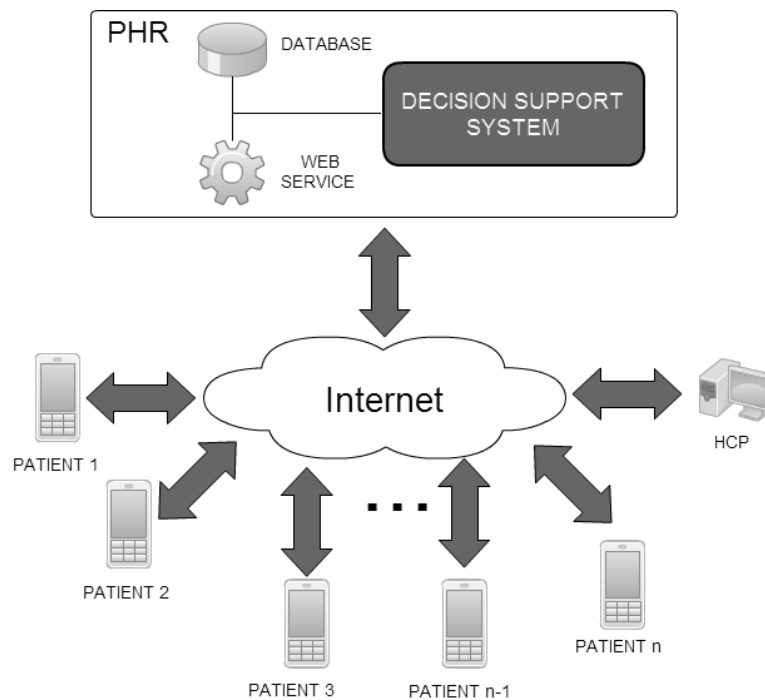 PHR
DATABASE
DECISION SUPPORT
SYSTEM
WEB
SERVICE
Internet
PATIENT 1
HCP
PATIENT 2
...
PATIENT 3
PATIENT n-1
PATIENT n